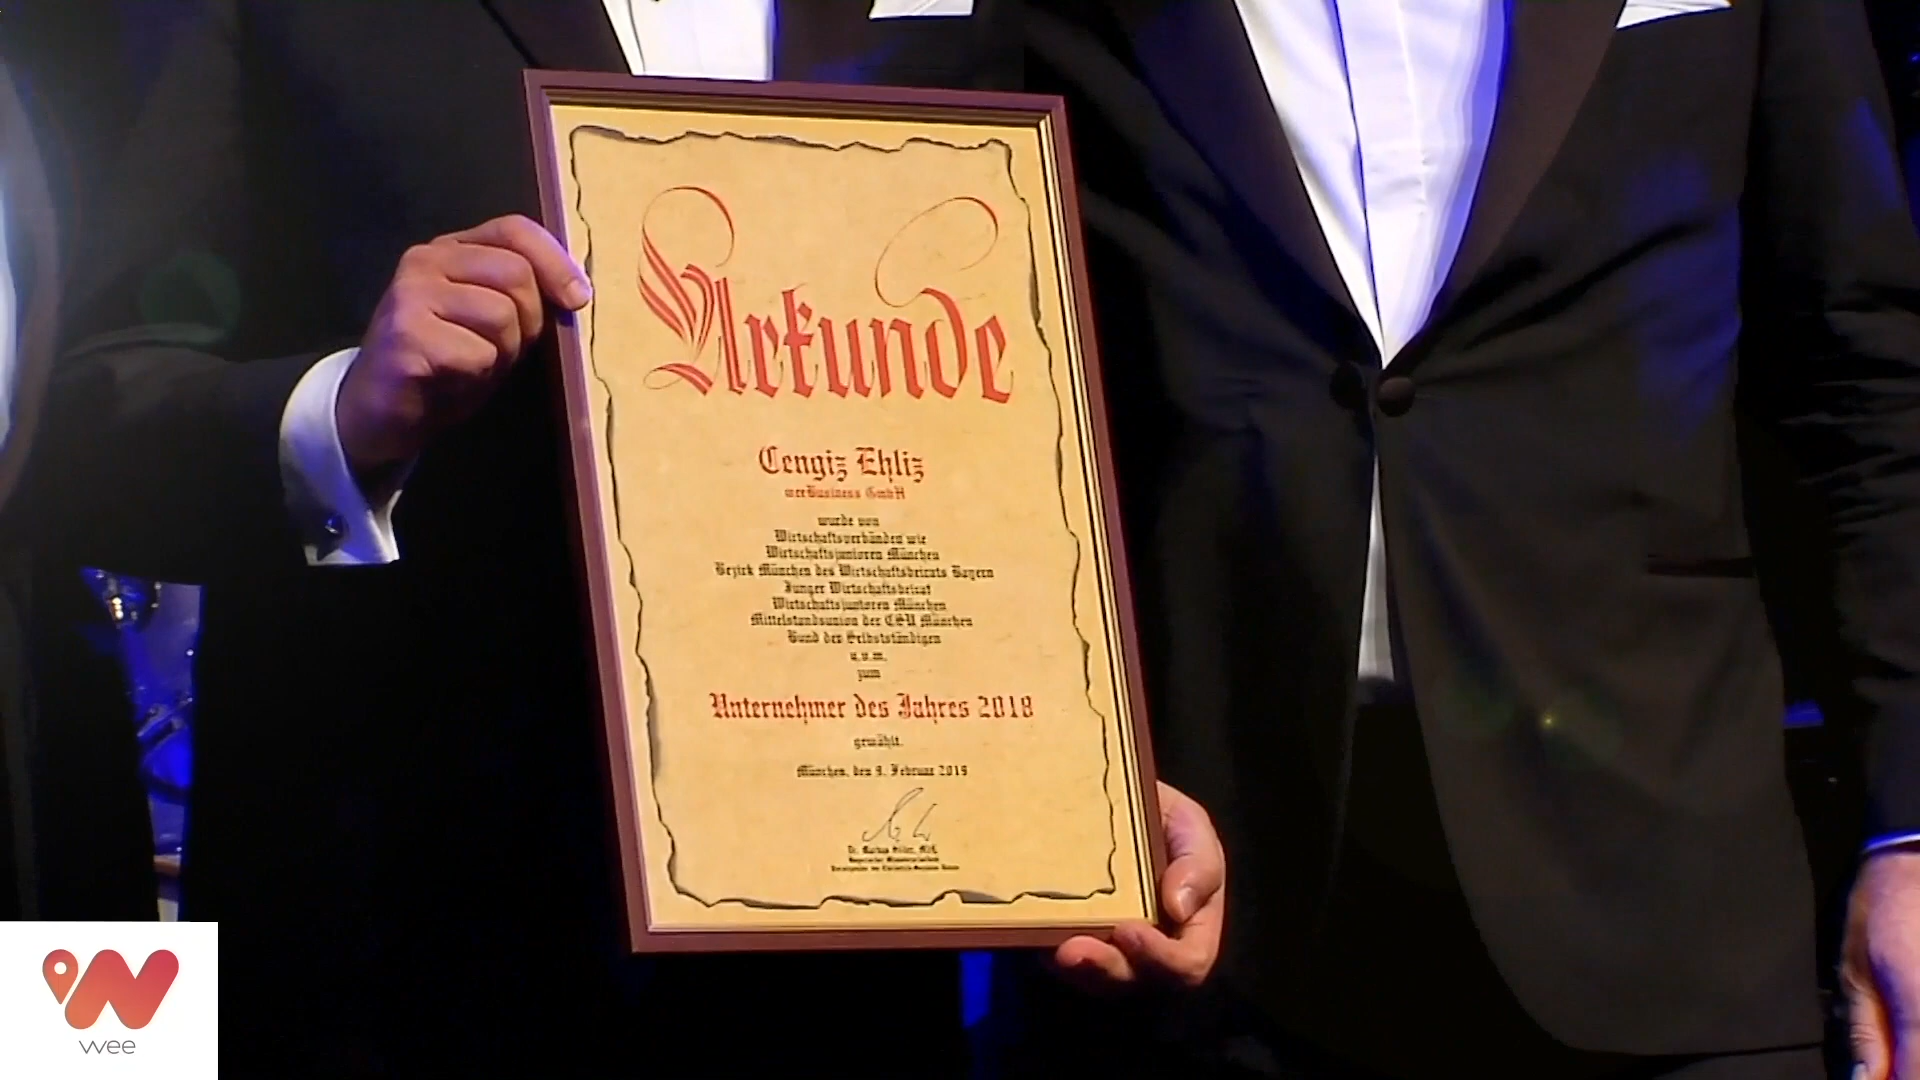 Urkunde
Cengiz Ehliz
weeBusiness GmbH
wurde von
Wirtschaftsverbänden wie
Wirtschaftsjunioren München
Bezirk München des Wirtschaftsbeirats Bayern
Junger Wirtschaftsbeirat
Wirtschaftsjunioren München
Mittelstandsunion der CSU München
Bund der Selbstständigen
u.v.m.
zum
Unternehmer des Jahres 2018
gewählt.
München, den 9. Februar 2019
Dr. Markus
wee